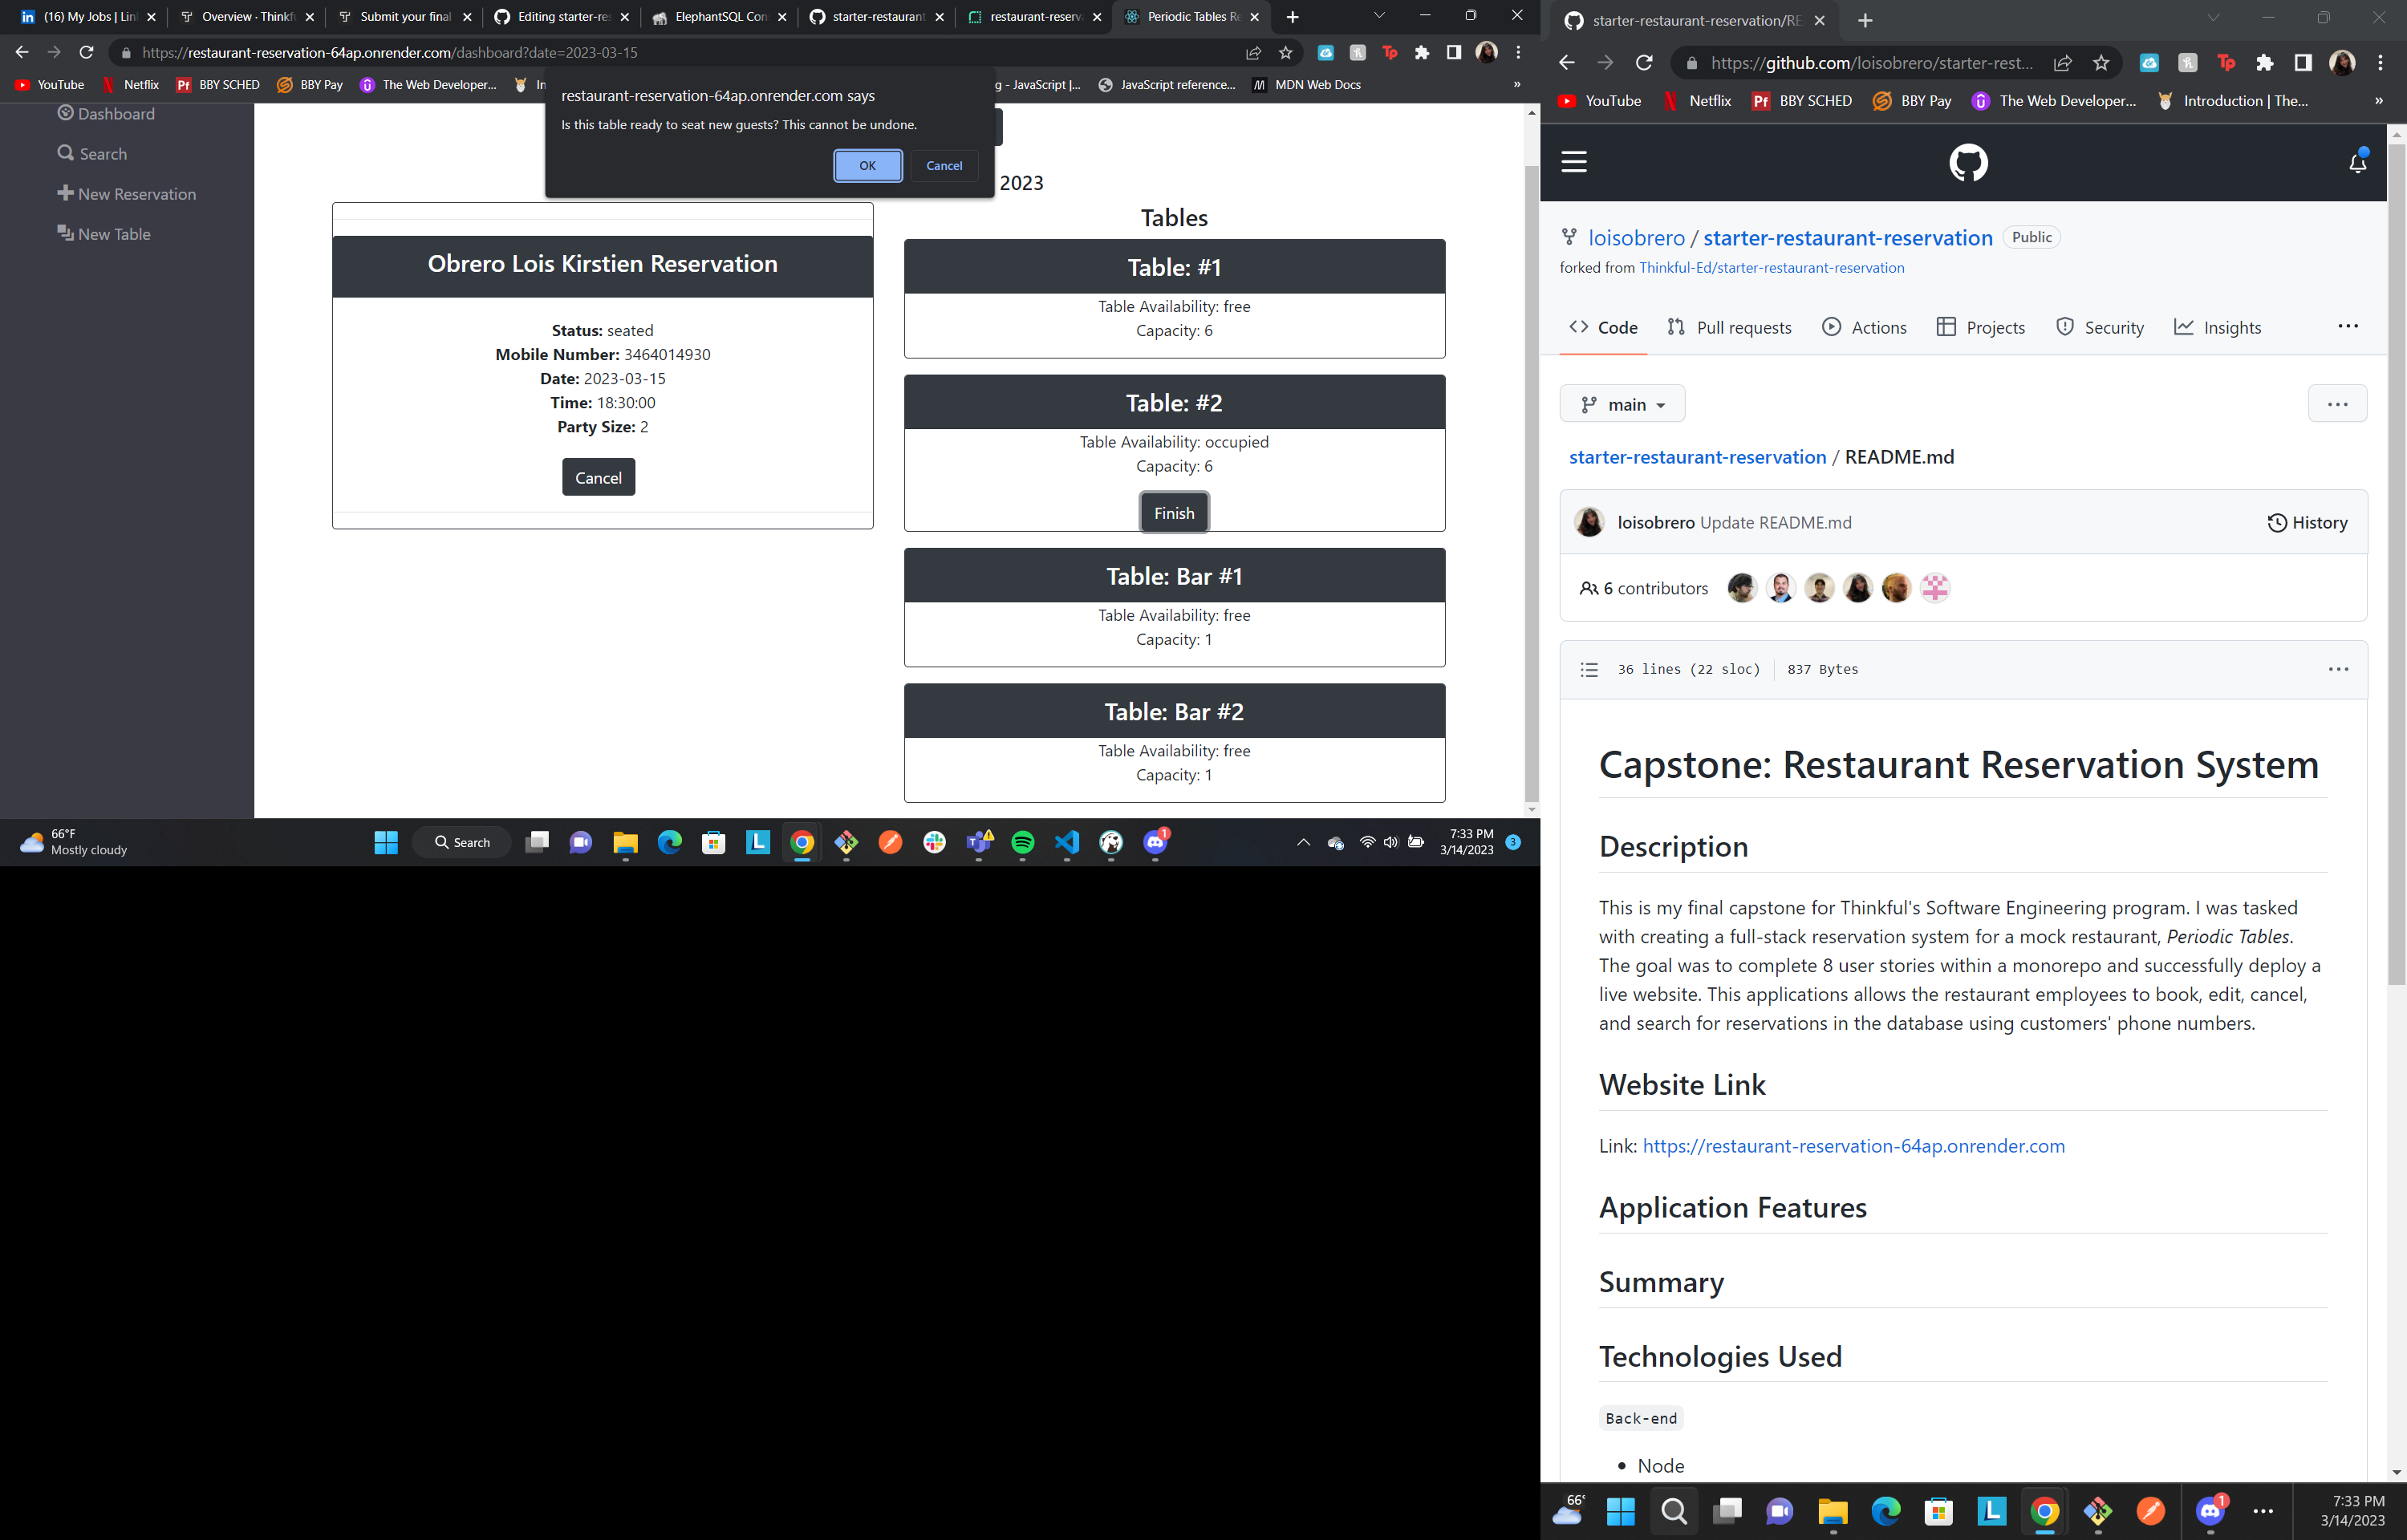 (16) My Jobs | Lin
Overview · Thinkf
Submit your final
Editing starter-re
ElephantSQL Con
starter-restaurant
restaurant-reserv
Periodic Tables Re
https://restaurant-reservation-64ap.onrender.com/dashboard?date=2023-03-15
YouTube
Netflix
BBY SCHED
BBY Pay
The Web Developer...
In
g - JavaScript |...
JavaScript reference...
MDN Web Docs
»
restaurant-reservation-64ap.onrender.com says
Is this table ready to seat new guests? This cannot be undone.
OK
Cancel
Dashboard
Search
New Reservation
New Table
2023
Obrero Lois Kirstien Reservation
Status: seated
Mobile Number: 3464014930
Date: 2023-03-15
Time: 18:30:00
Party Size: 2
Cancel
Tables
Table: #1
Table Availability: free
Capacity: 6
Table: #2
Table Availability: occupied
Capacity: 6
Finish
Table: Bar #1
Table Availability: free
Capacity: 1
Table: Bar #2
Table Availability: free
Capacity: 1
66°F
Mostly cloudy
Search
1
7:33 PM
3/14/2023
3
starter-restaurant-reservation/RE
https://github.com/loisobrero/starter-rest...
YouTube
Netflix
BBY SCHED
BBY Pay
The Web Developer...
Introduction | The...
»
loisobrero / starter-restaurant-reservation Public
forked from Thinkful-Ed/starter-restaurant-reservation
Code
Pull requests
Actions
Projects
Security
Insights
main
starter-restaurant-reservation / README.md
loisobrero Update README.md
History
6 contributors
36 lines (22 sloc) 837 Bytes
Capstone: Restaurant Reservation System
Description
This is my final capstone for Thinkful's Software Engineering program. I was tasked
with creating a full-stack reservation system for a mock restaurant, Periodic Tables.
The goal was to complete 8 user stories within a monorepo and successfully deploy a
live website. This applications allows the restaurant employees to book, edit, cancel,
and search for reservations in the database using customers' phone numbers.
Website Link
Link: https://restaurant-reservation-64ap.onrender.com
Application Features
Summary
Technologies Used
Back-end
• Node
66°
1
7:33 PM
3/14/2023